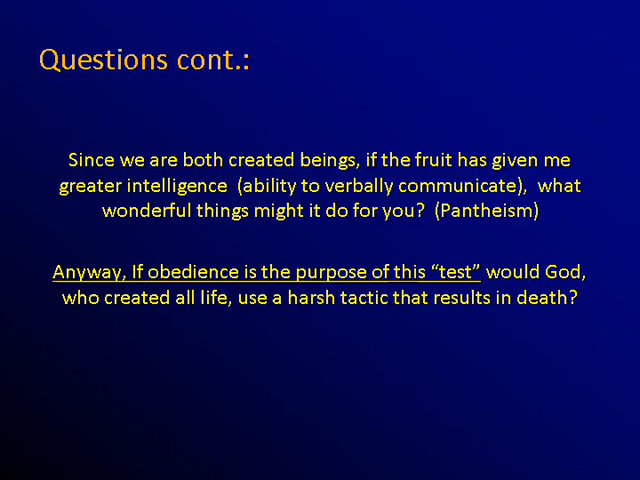 Questions cont.:
Since we are both created beings, if the fruit has given me
greater intelligence  (ability to verbally communicate),  what
wonderful things might it do for you?  (Pantheism)
Anyway, If obedience is the purpose of this “test” would God,
who created all life, use a harsh tactic that results in death?